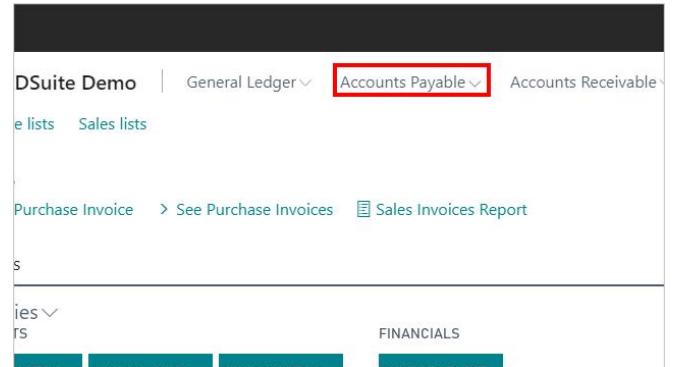 DSuite Demo General Ledger Accounts Payable Accounts Receivable
e lists Sales lists
Purchase Invoice > See Purchase Invoices Sales Invoices Report
s
ies
TS FINANCIALS